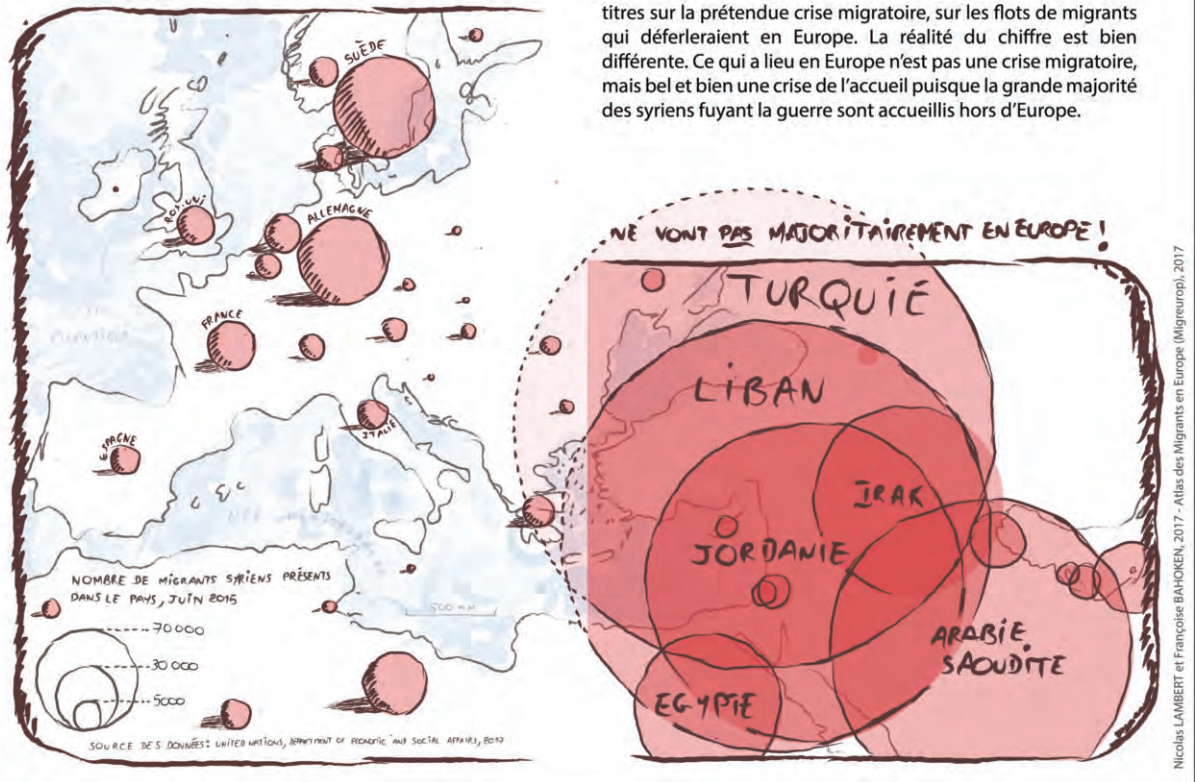 titres sur la prétendue crise migratoire, sur les flots de migrants
qui déferleraient en Europe. La réalité du chiffre est bien
différente. Ce qui a lieu en Europe n'est pas une crise migratoire,
mais bel et bien une crise de l'accueil puisque la grande majorité
des syriens fuyant la guerre sont accueillis hors d'Europe.
NE VONT PAS MAJORITAIREMENT EN EUROPE !
SUÈDE
ROY-UNI
ALLEMAGNE
FRANCE
ESPAGNE
ITALIE
TURQUIE
LIBAN
IRAK
JORDANIE
ARABIE
SAOUDITE
EGYPTE
500 KM
NOMBRE DE MIGRANTS SYRIENS PRÉSENTS
DANS LE PAYS, JUIN 2015
70 000
30 000
5000
SOURCE DES DONNÉES : UNITED NATIONS, DEPARTMENT OF ECONOMIC AND SOCIAL AFFAIRS, 2017
Nicolas LAMBERT et Françoise BAHOKEN, 2017 - Atlas des Migrants en Europe (Migreurop), 2017